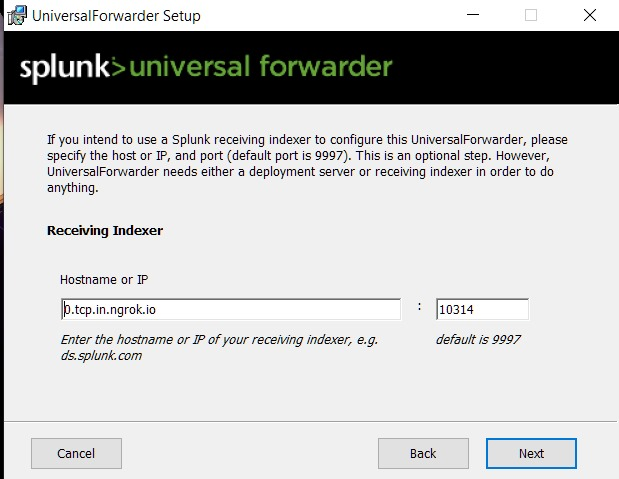 UniversalForwarder Setup
splunk>universal forwarder
If you intend to use a Splunk receiving indexer to configure this UniversalForwarder, please
specify the host or IP, and port (default port is 9997). This is an optional step. However,
UniversalForwarder needs either a deployment server or receiving indexer in order to do
anything.
Receiving Indexer
Hostname or IP
0.tcp.in.ngrok.io : 10314
Enter the hostname or IP of your receiving indexer, e.g.
ds.splunk.com
default is 9997
Cancel
Back
Next